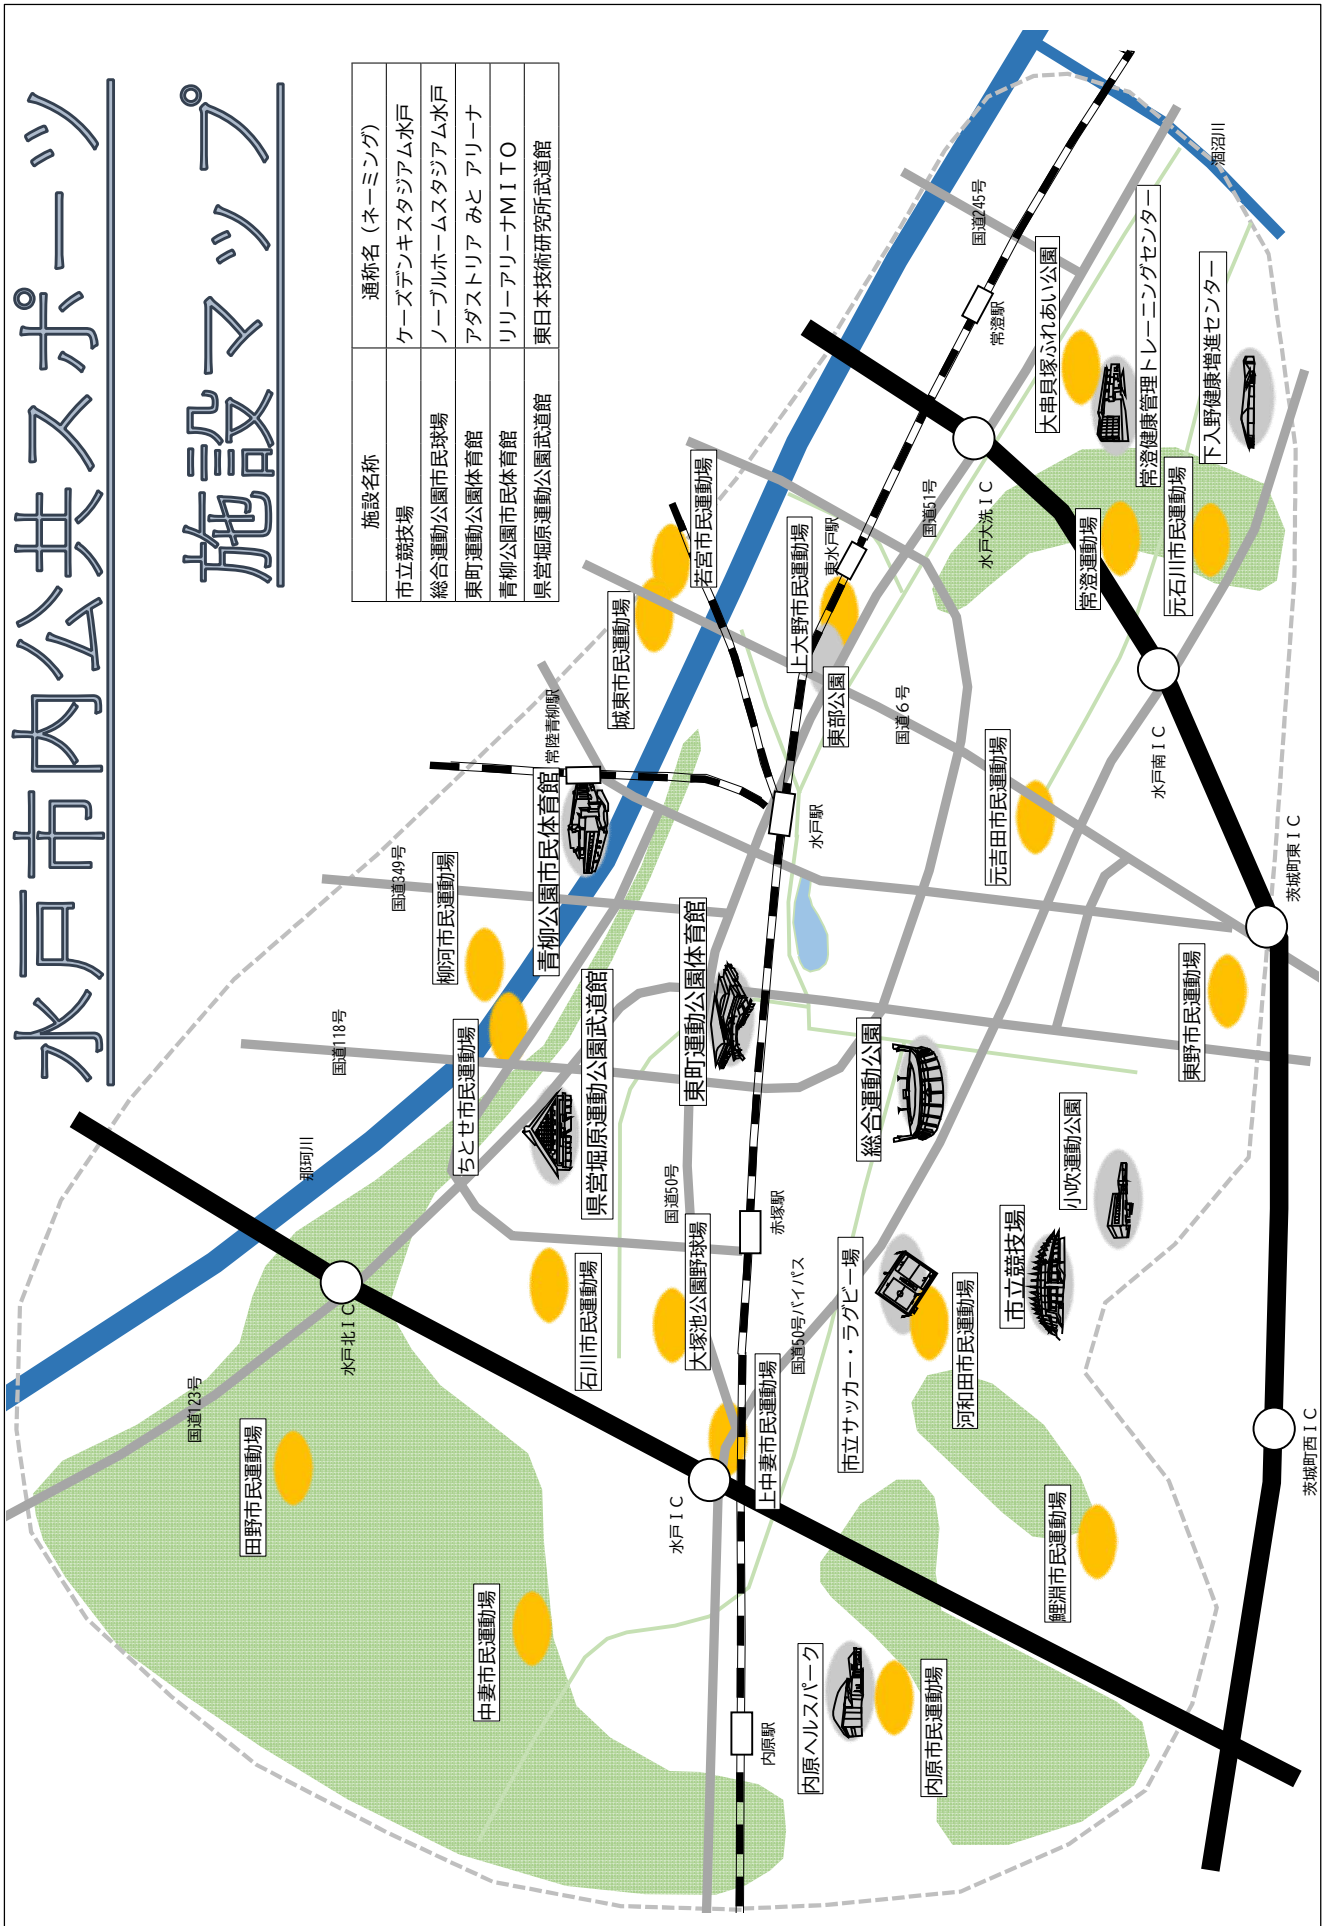 水戸市内公共スポーツ
施設マップ
施設名称 通称名（ネーミング）
市立競技場 ケーズデンキスタジアム水戸
総合運動公園市民球場 ノーブルホームスタジアム水戸
東町運動公園体育館 アダストリア みと アリーナ
青柳公園市民体育館 リリーアリーナＭＩＴＯ
県営堀原運動公園武道館 東日本技術研究所武道館
国道123号
田野市民運動場
那珂川
国道118号
水戸北ＩＣ
国道349号
柳河市民運動場
ちとせ市民運動場
中妻市民運動場
常陸青柳駅
青柳公園市民体育館
県営堀原運動公園武道館
石川市民運動場
城東市民運動場
若宮市民運動場
国道50号
大塚池公園野球場
東町運動公園体育館
水戸ＩＣ
上中妻市民運動場
内原駅
赤塚駅
国道50号バイパス
水戸駅
上大野市民運動場
東水戸駅
東部公園
内原ヘルスパーク
市立サッカー・ラグビー場
総合運動公園
国道６号
国道51号
内原市民運動場
河和田市民運動場
国道245号
常澄駅
水戸大洗ＩＣ
元吉田市民運動場
市立競技場
大串貝塚ふれあい公園
鯉淵市民運動場
小吹運動公園
常澄運動場
常澄健康管理トレーニングセンター
水戸南ＩＣ
元石川市民運動場
東野市民運動場
下入野健康増進センター
涸沼川
茨城町東ＩＣ
茨城町西ＩＣ